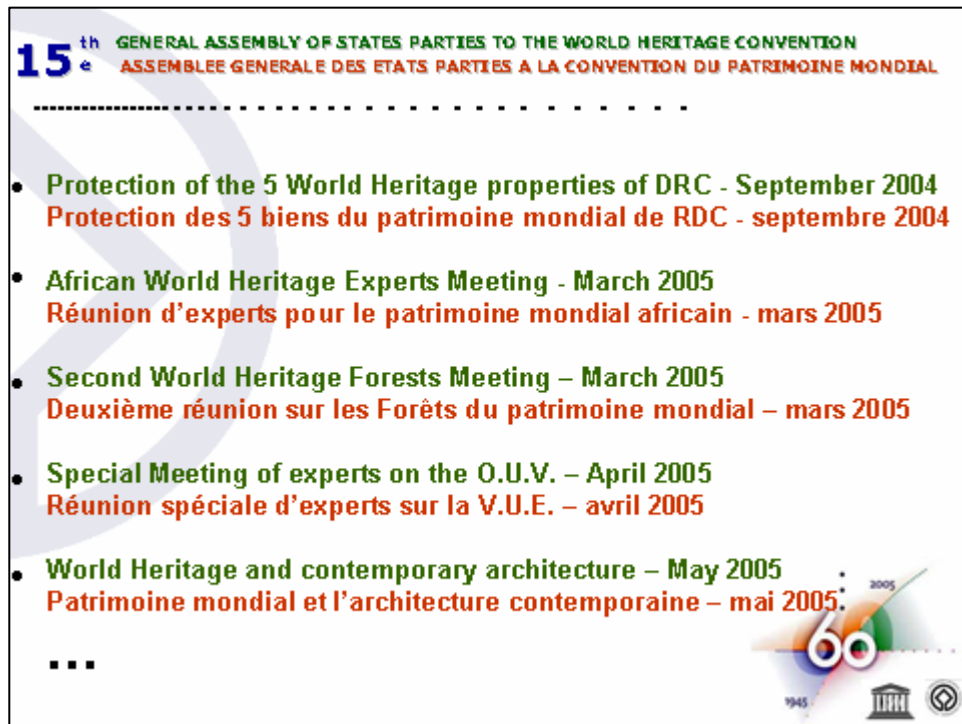 15th GENERAL ASSEMBLY OF STATES PARTIES TO THE WORLD HERITAGE CONVENTION
15e ASSEMBLEE GENERALE DES ETATS PARTIES A LA CONVENTION DU PATRIMOINE MONDIAL
• Protection of the 5 World Heritage properties of DRC - September 2004
Protection des 5 biens du patrimoine mondial de RDC - septembre 2004
• African World Heritage Experts Meeting - March 2005
Réunion d'experts pour le patrimoine mondial africain - mars 2005
• Second World Heritage Forests Meeting – March 2005
Deuxième réunion sur les Forêts du patrimoine mondial – mars 2005
• Special Meeting of experts on the O.U.V. – April 2005
Réunion spéciale d'experts sur la V.U.E. – avril 2005
• World Heritage and contemporary architecture – May 2005
Patrimoine mondial et l'architecture contemporaine – mai 2005
...
2005
60
1945